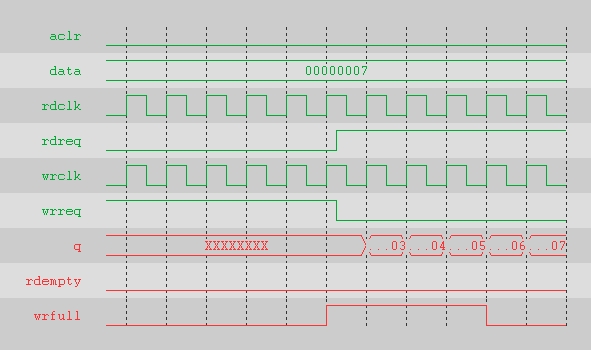 aclr
data 00000007
rdclk
rdreq
wrclk
wrreq
q XXXXXXXX ...03 ...04 ...05 ...06 ...07
rdempty
wrfull